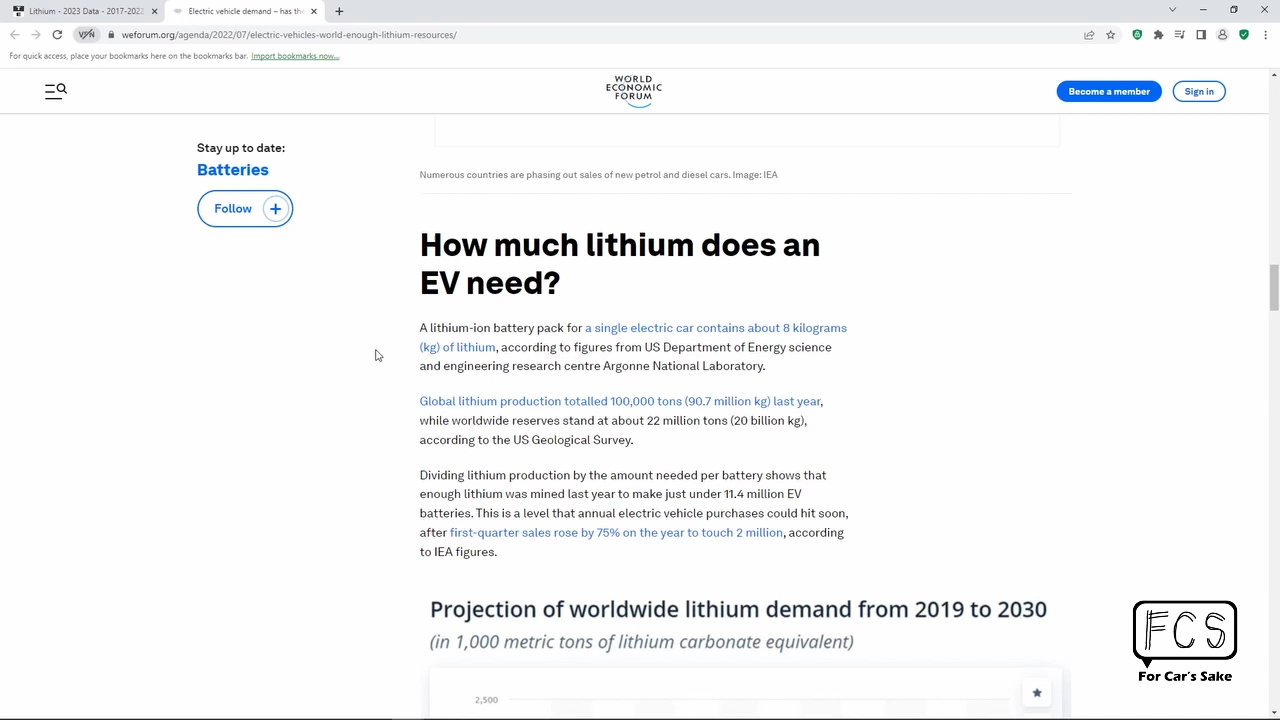 Lithium - 2023 Data - 2017-2022
Electric vehicle demand – has the
VPN
weforum.org/agenda/2022/07/electric-vehicles-world-enough-lithium-resources/
For quick access, place your bookmarks here on the bookmarks bar. Import bookmarks now...
WORLD
ECONOMIC
FORUM
Become a member
Sign in
Stay up to date:
Batteries
Follow
Numerous countries are phasing out sales of new petrol and diesel cars. Image: IEA
How much lithium does an
EV need?
A lithium-ion battery pack for a single electric car contains about 8 kilograms
(kg) of lithium, according to figures from US Department of Energy science
and engineering research centre Argonne National Laboratory.
Global lithium production totalled 100,000 tons (90.7 million kg) last year,
while worldwide reserves stand at about 22 million tons (20 billion kg),
according to the US Geological Survey.
Dividing lithium production by the amount needed per battery shows that
enough lithium was mined last year to make just under 11.4 million EV
batteries. This is a level that annual electric vehicle purchases could hit soon,
after first-quarter sales rose by 75% on the year to touch 2 million, according
to IEA figures.
Projection of worldwide lithium demand from 2019 to 2030
(in 1,000 metric tons of lithium carbonate equivalent)
2,500
FCS
For Car's Sake